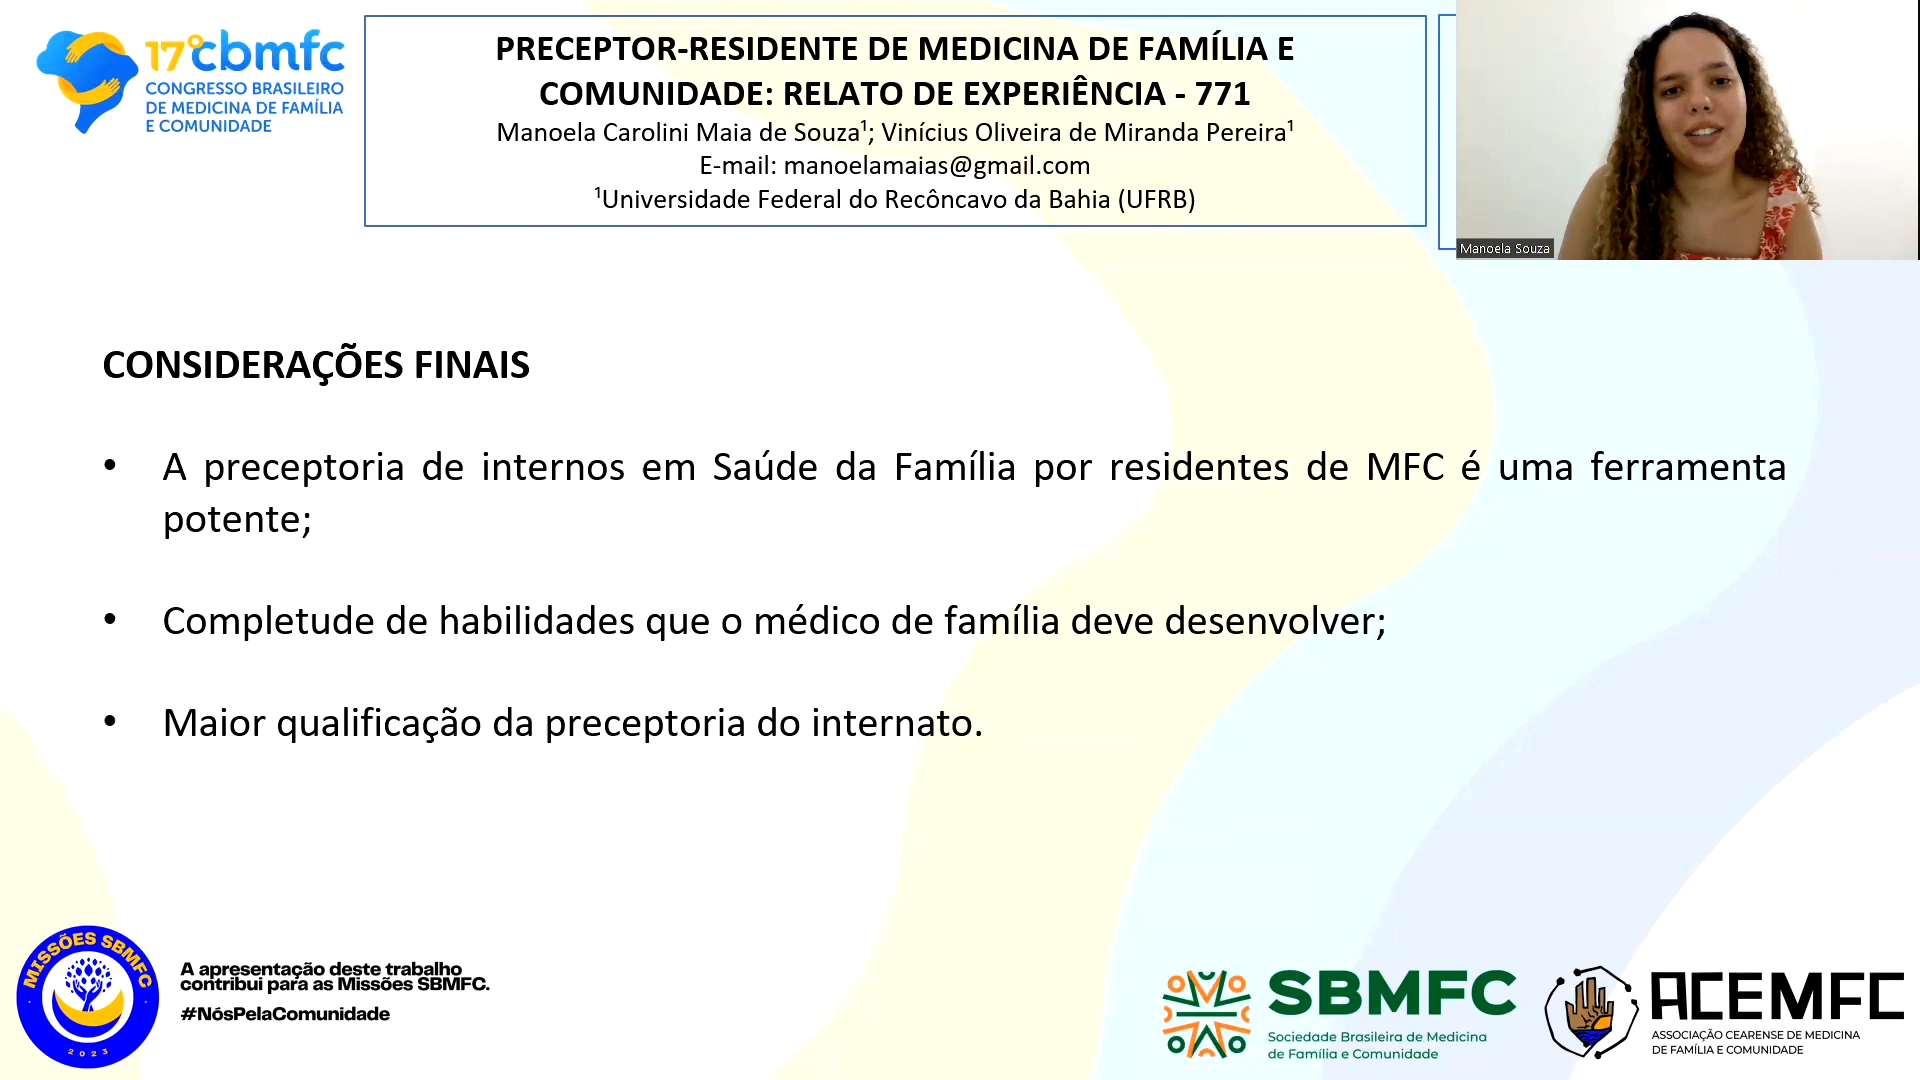 17º cbmfc
CONGRESSO BRASILEIRO
DE MEDICINA DE FAMÍLIA
E COMUNIDADE
PRECEPTOR-RESIDENTE DE MEDICINA DE FAMÍLIA E
COMUNIDADE: RELATO DE EXPERIÊNCIA - 771
Manoela Carolini Maia de Souza¹; Vinícius Oliveira de Miranda Pereira¹
E-mail: manoelamaias@gmail.com
¹Universidade Federal do Recôncavo da Bahia (UFRB)
Manoela Souza
CONSIDERAÇÕES FINAIS
• A preceptoria de internos em Saúde da Família por residentes de MFC é uma ferramenta
potente;
• Completude de habilidades que o médico de família deve desenvolver;
• Maior qualificação da preceptoria do internato.
MISSÕES SBMFC
2023
A apresentação deste trabalho
contribui para as Missões SBMFC.
#NósPelaComunidade
SBMFC
Sociedade Brasileira de Medicina
de Família e Comunidade
ACEMFC
ASSOCIAÇÃO CEARENSE DE MEDICINA
DE FAMÍLIA E COMUNIDADE